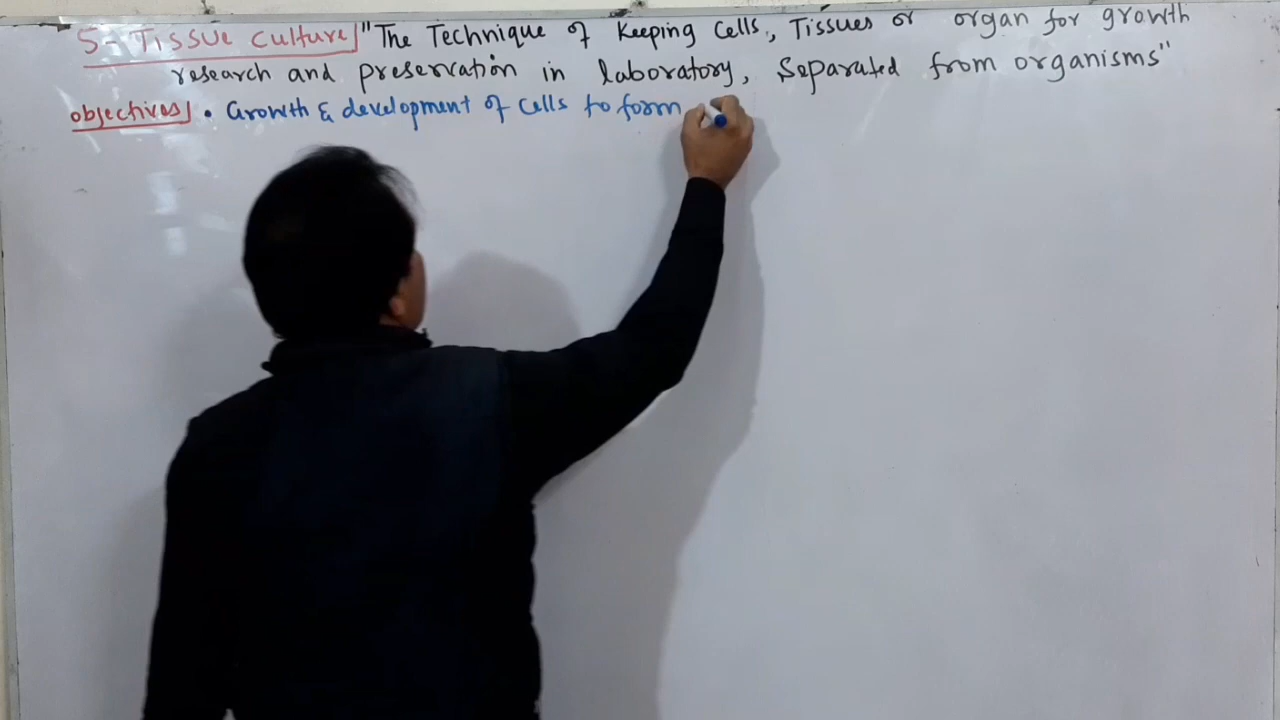 5- Tissue culture "The Technique of Keeping Cells, Tissues or organ for growth
research and preservation in laboratory, Separated from organisms"
objectives • Growth & development of cells to form